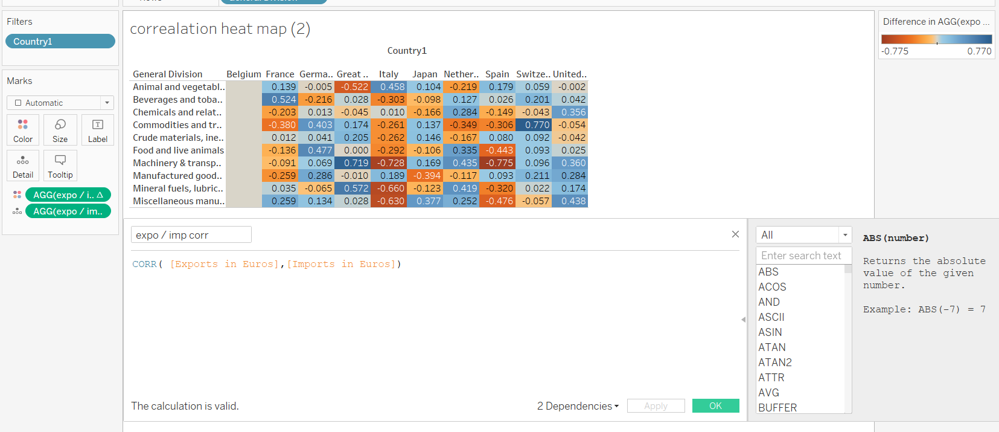 Filters
Country1
Marks
Automatic
Color
Size
Label
Detail
Tooltip
AGG(expo / i.. Δ
AGG(expo / im..
correalation heat map (2)
Country1
General Division Belgium France Germa.. Great .. Italy Japan Nether.. Spain Switze.. United..
Animal and vegetabl.. 0.139 -0.005 -0.522 0.458 0.104 -0.219 0.179 0.059 -0.002
Beverages and toba.. 0.524 -0.216 0.028 -0.303 -0.098 0.127 0.026 0.201 0.042
Chemicals and relat.. -0.203 0.013 -0.045 0.010 -0.166 0.284 -0.149 -0.043 0.356
Commodities and tr.. -0.380 0.403 0.174 -0.261 0.137 -0.349 -0.306 0.770 -0.054
Crude materials, ine.. 0.012 0.041 0.205 -0.262 0.146 -0.167 0.080 0.092 -0.042
Food and live animals -0.136 0.477 0.000 -0.292 -0.106 0.335 -0.443 0.093 0.025
Machinery & transp.. -0.091 0.069 0.719 -0.728 0.169 0.435 -0.775 0.096 0.360
Manufactured good.. -0.259 0.286 -0.010 0.189 -0.394 -0.117 0.093 0.211 0.284
Mineral fuels, lubric.. 0.035 -0.065 0.572 -0.660 -0.123 0.419 -0.320 0.022 0.174
Miscellaneous manu.. 0.259 0.134 0.028 -0.630 0.377 0.252 -0.476 -0.057 0.438
Difference in AGG(expo ...
-0.775 0.770
expo / imp corr
CORR( [Exports in Euros],[Imports in Euros])
The calculation is valid.
2 Dependencies
Apply
OK
All
Enter search text
ABS
ACOS
AND
ASCII
ASIN
ATAN
ATAN2
ATTR
AVG
BUFFER
ABS(number)
Returns the absolute
value of the given
number.
Example: ABS(-7) = 7